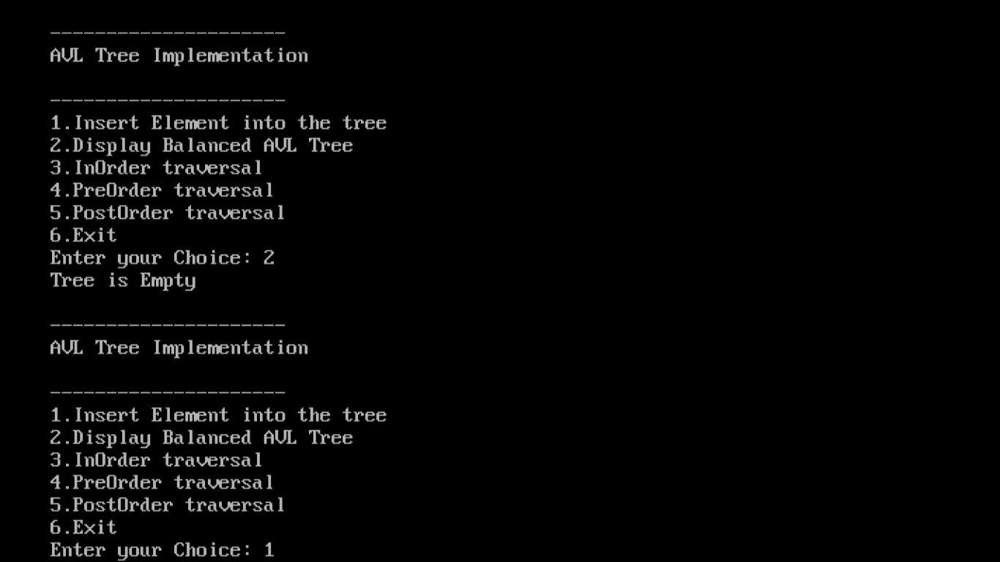 ---------------------
AVL Tree Implementation
---------------------
1.Insert Element into the tree
2.Display Balanced AVL Tree
3.InOrder traversal
4.PreOrder traversal
5.PostOrder traversal
6.Exit
Enter your Choice: 2
Tree is Empty
---------------------
AVL Tree Implementation
---------------------
1.Insert Element into the tree
2.Display Balanced AVL Tree
3.InOrder traversal
4.PreOrder traversal
5.PostOrder traversal
6.Exit
Enter your Choice: 1